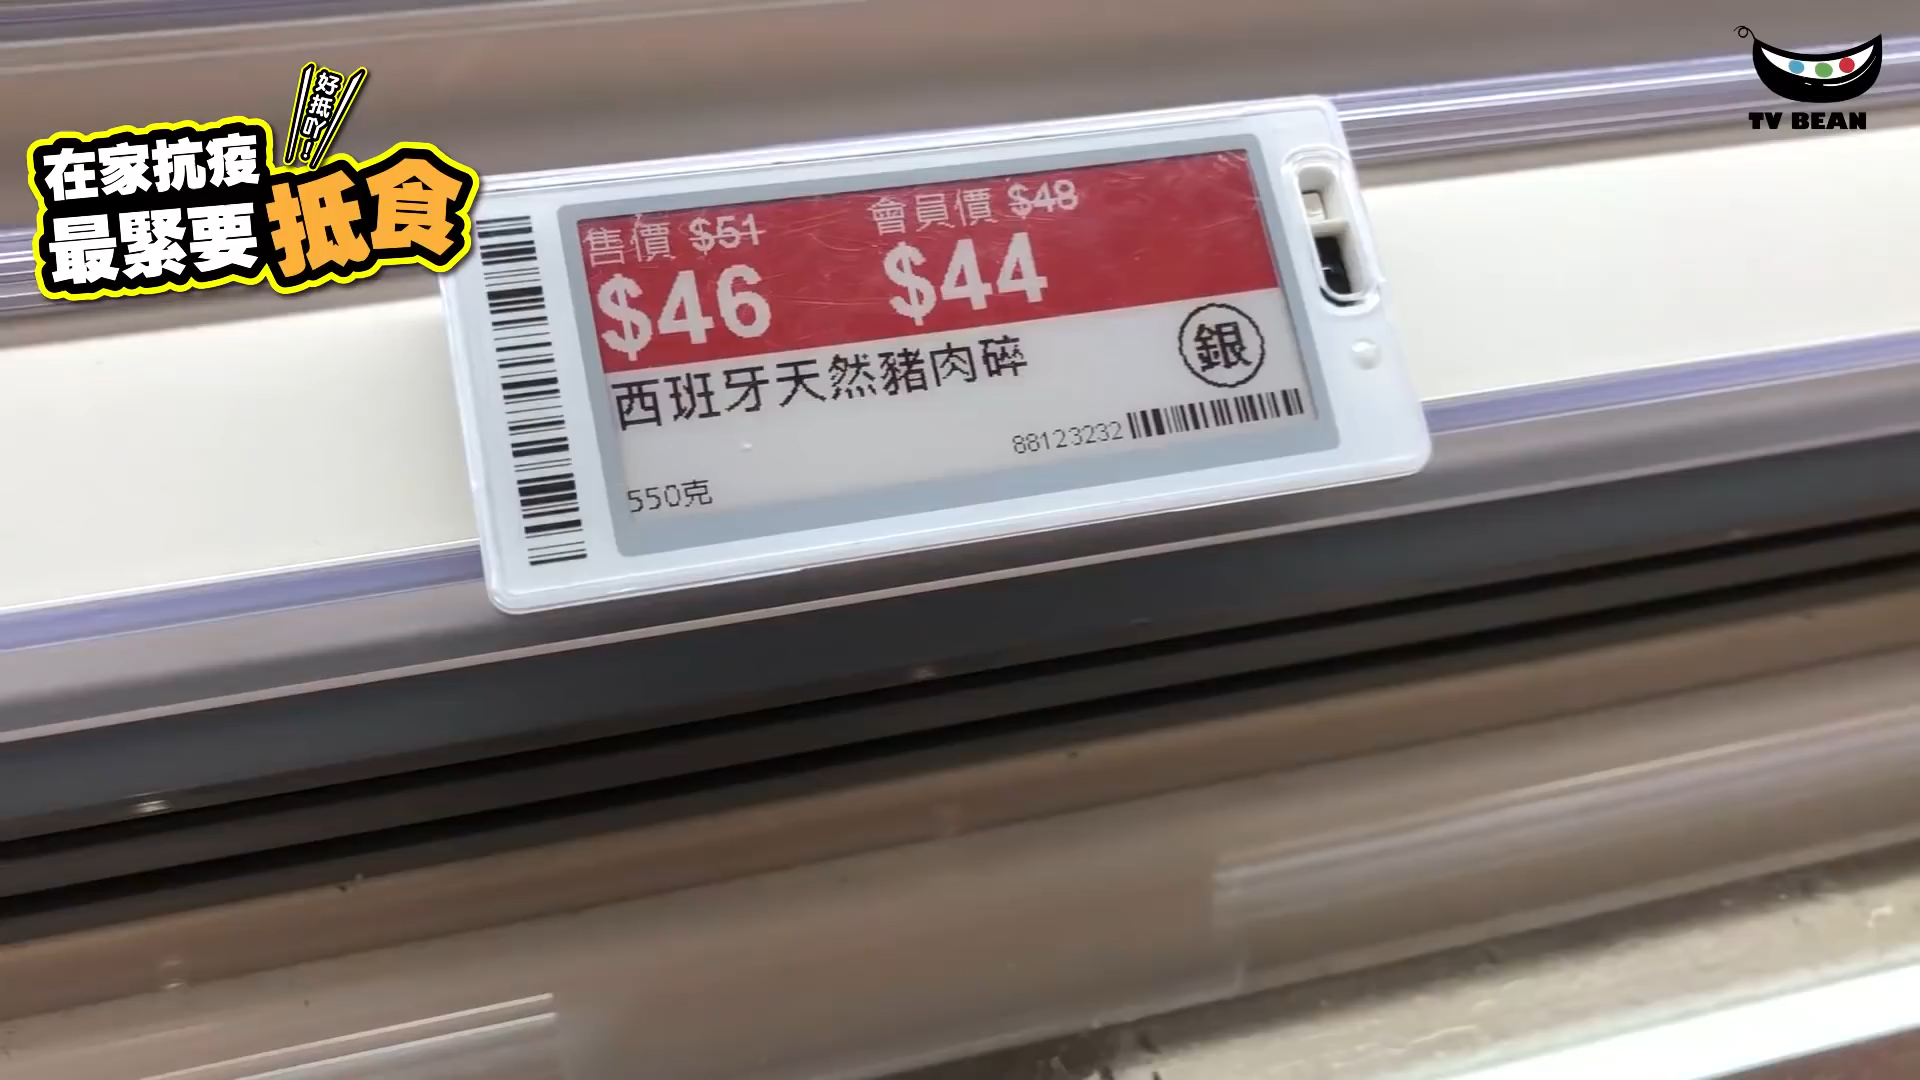 好抵吖！
在家抗疫
最緊要抵食
TV BEAN
售價 $51 會員價 $48
$46 $44
西班牙天然豬肉碎 銀
88123232
550克